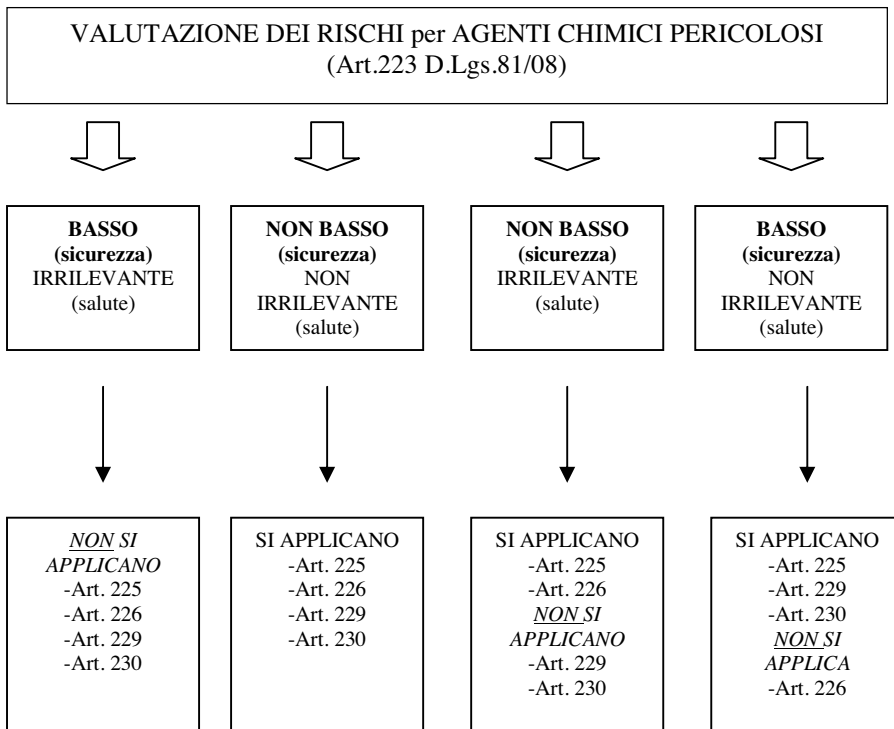 VALUTAZIONE DEI RISCHI per AGENTI CHIMICI PERICOLOSI
(Art.223 D.Lgs.81/08)
BASSO
(sicurezza)
IRRILEVANTE
(salute)
NON BASSO
(sicurezza)
NON
IRRILEVANTE
(salute)
NON BASSO
(sicurezza)
IRRILEVANTE
(salute)
BASSO
(sicurezza)
NON
IRRILEVANTE
(salute)
NON SI
APPLICANO
-Art. 225
-Art. 226
-Art. 229
-Art. 230
SI APPLICANO
-Art. 225
-Art. 226
-Art. 229
-Art. 230
SI APPLICANO
-Art. 225
-Art. 226
NON SI
APPLICANO
-Art. 229
-Art. 230
SI APPLICANO
-Art. 225
-Art. 229
-Art. 230
NON SI
APPLICA
-Art. 226